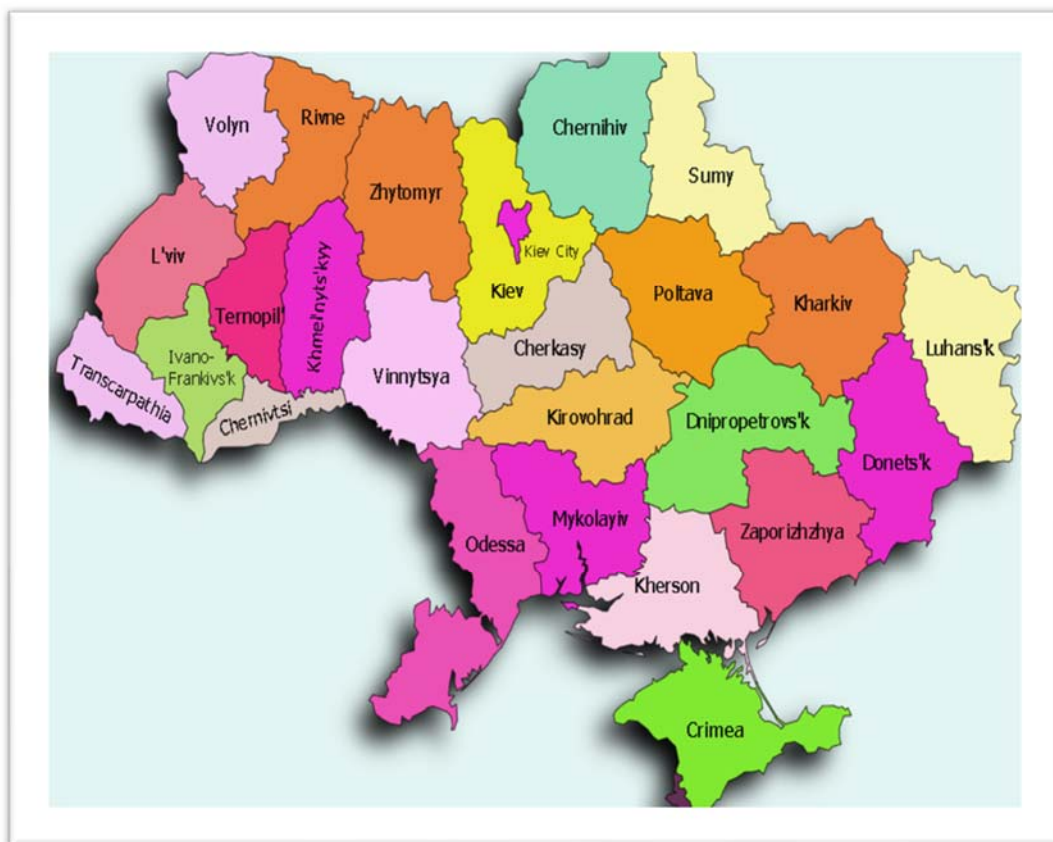 Volyn
Rivne
Zhytomyr
Chernihiv
Sumy
L'viv
Ternopil'
Khmel'nyts'kyy
Kiev City
Kiev
Poltava
Kharkiv
Luhans'k
Transcarpathia
Ivano-
Frankivs'k
Chernivtsi
Vinnytsya
Cherkasy
Kirovohrad
Dnipropetrovs'k
Donets'k
Odessa
Mykolayiv
Zaporizhzhya
Kherson
Crimea